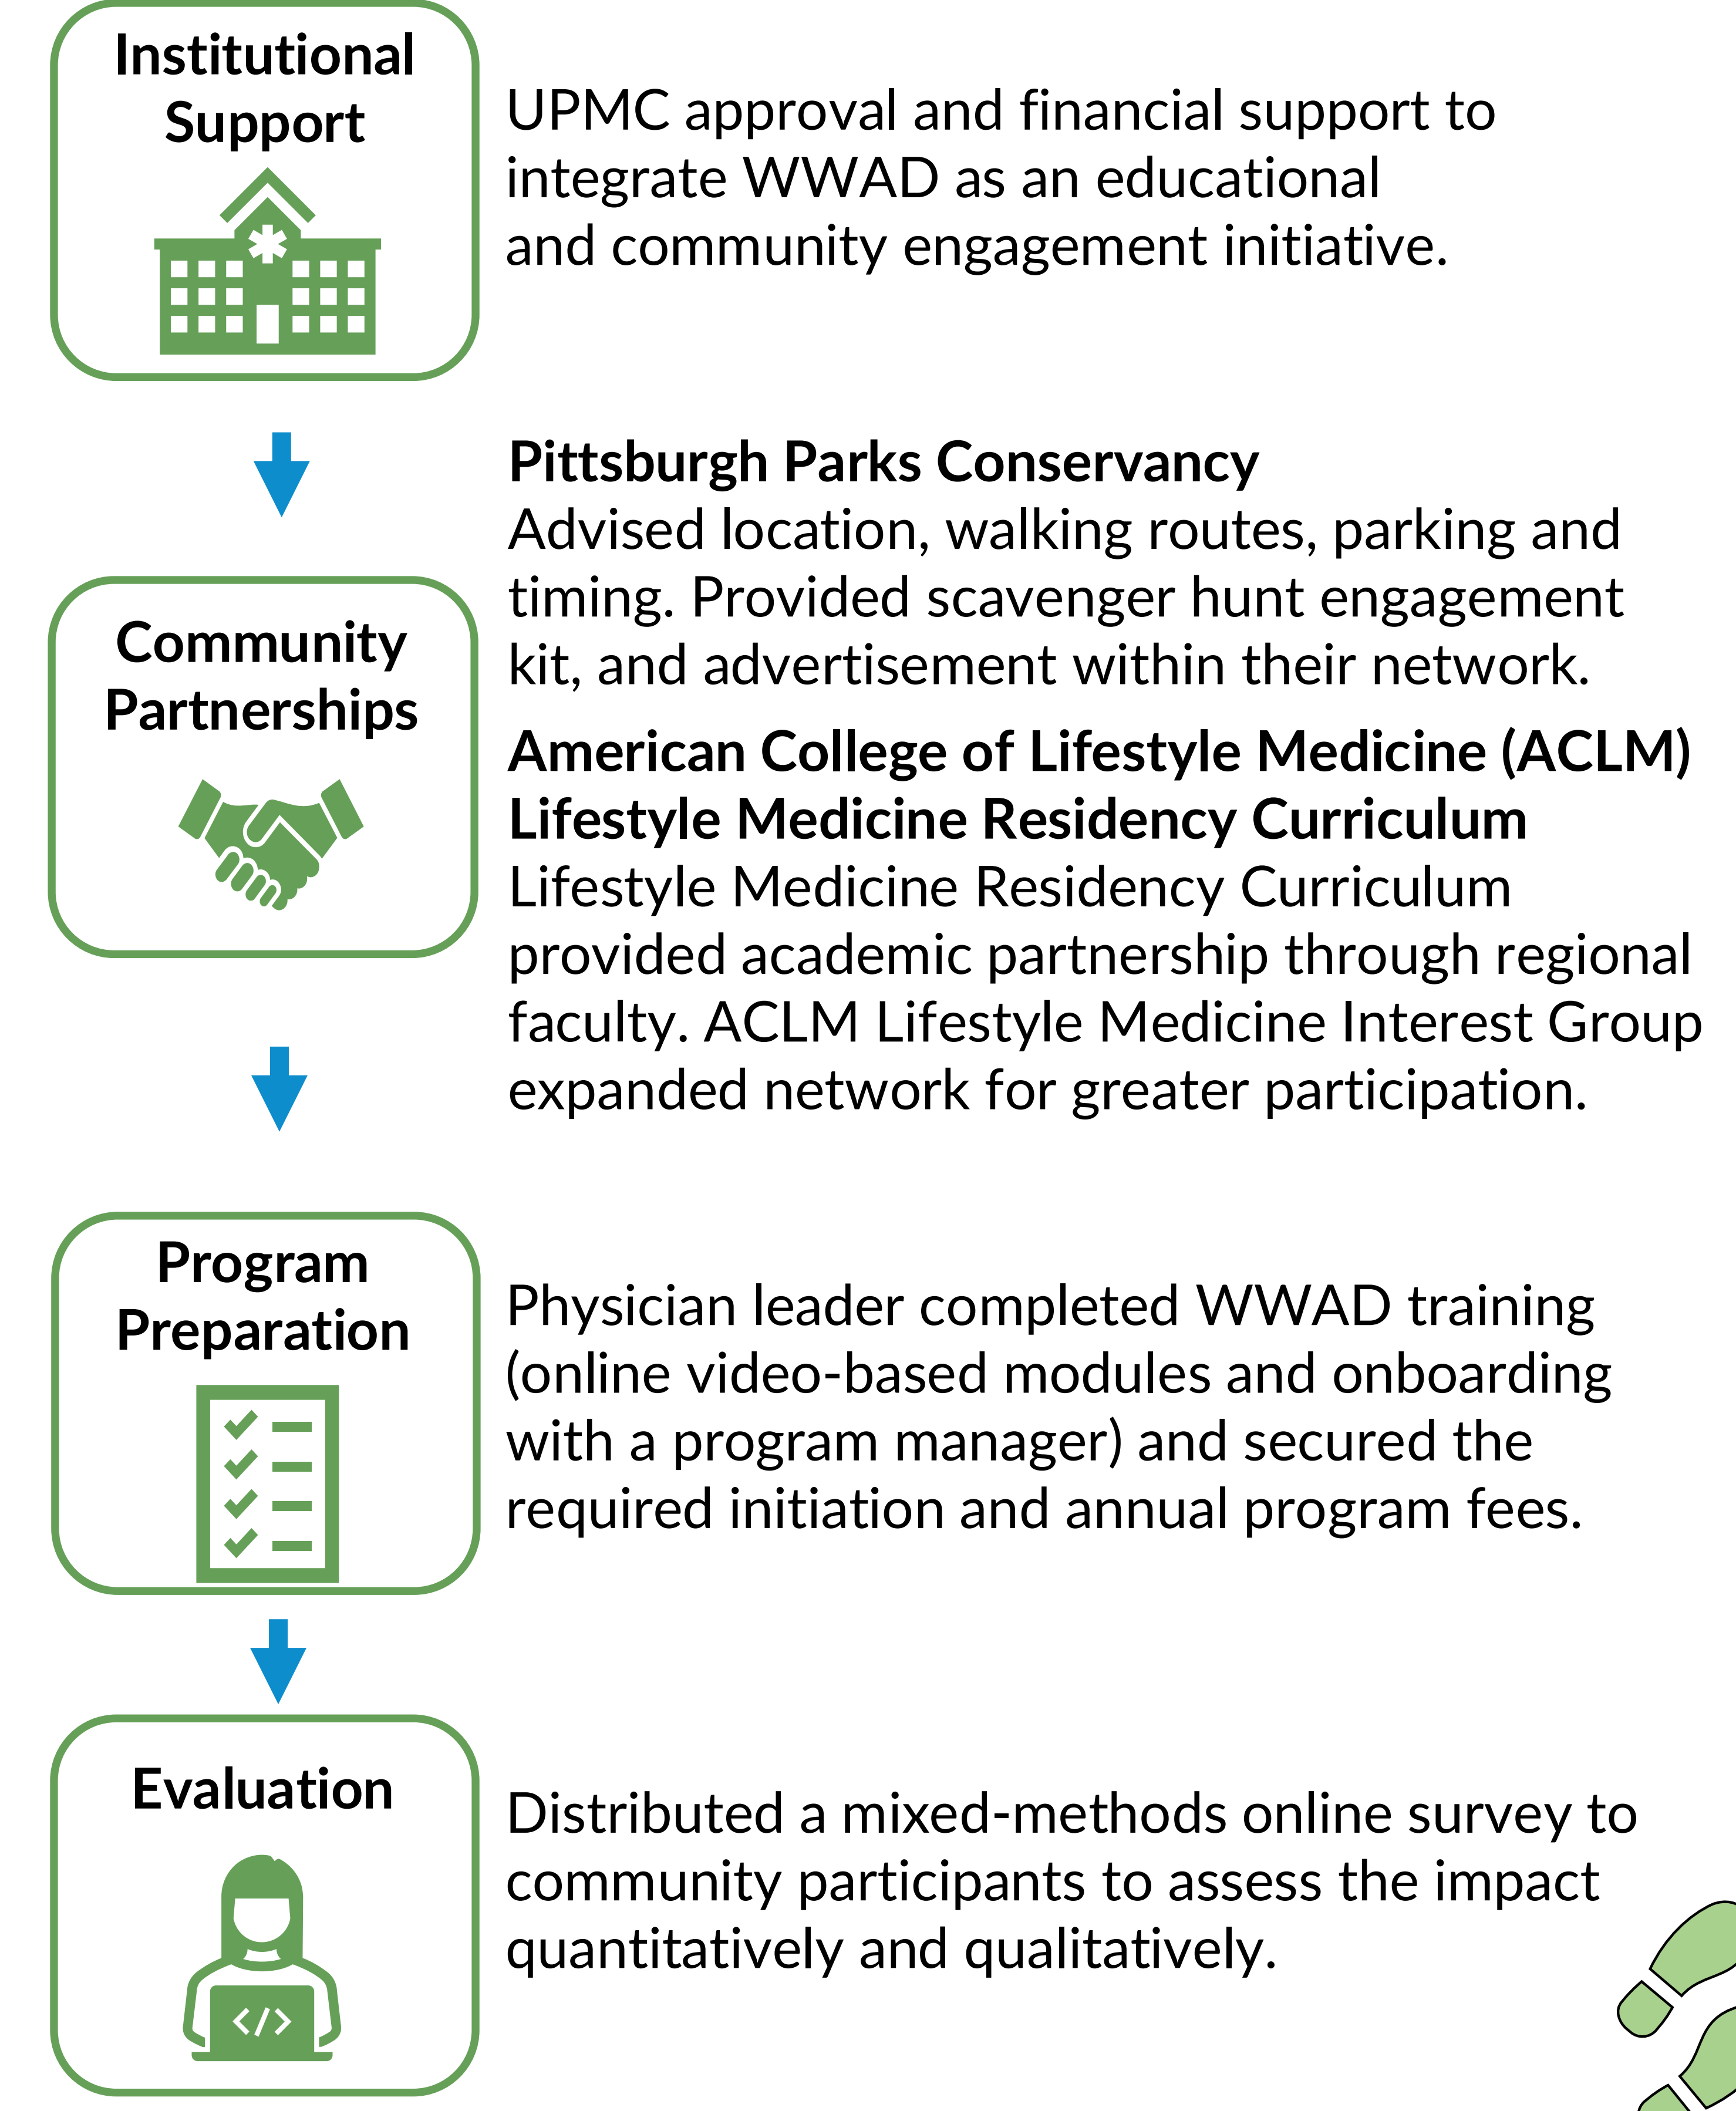 Institutional
Support
UPMC approval and financial support to
integrate WWAD as an educational
and community engagement initiative.
Community
Partnerships
Pittsburgh Parks Conservancy
Advised location, walking routes, parking and
timing. Provided scavenger hunt engagement
kit, and advertisement within their network.
American College of Lifestyle Medicine (ACLM)
Lifestyle Medicine Residency Curriculum
Lifestyle Medicine Residency Curriculum
provided academic partnership through regional
faculty. ACLM Lifestyle Medicine Interest Group
expanded network for greater participation.
Program
Preparation
Physician leader completed WWAD training
(online video-based modules and onboarding
with a program manager) and secured the
required initiation and annual program fees.
Evaluation
</>
Distributed a mixed-methods online survey to
community participants to assess the impact
quantitatively and qualitatively.